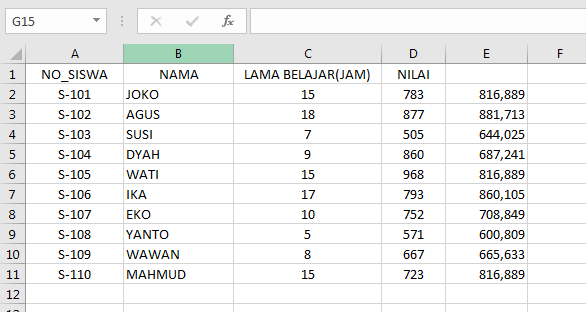 G15 fx
A B C D E F
1 NO_SISWA NAMA LAMA BELAJAR(JAM) NILAI
2 S-101 JOKO 15 783 816,889
3 S-102 AGUS 18 877 881,713
4 S-103 SUSI 7 505 644,025
5 S-104 DYAH 9 860 687,241
6 S-105 WATI 15 968 816,889
7 S-106 IKA 17 793 860,105
8 S-107 EKO 10 752 708,849
9 S-108 YANTO 5 571 600,809
10 S-109 WAWAN 8 667 665,633
11 S-110 MAHMUD 15 723 816,889
12